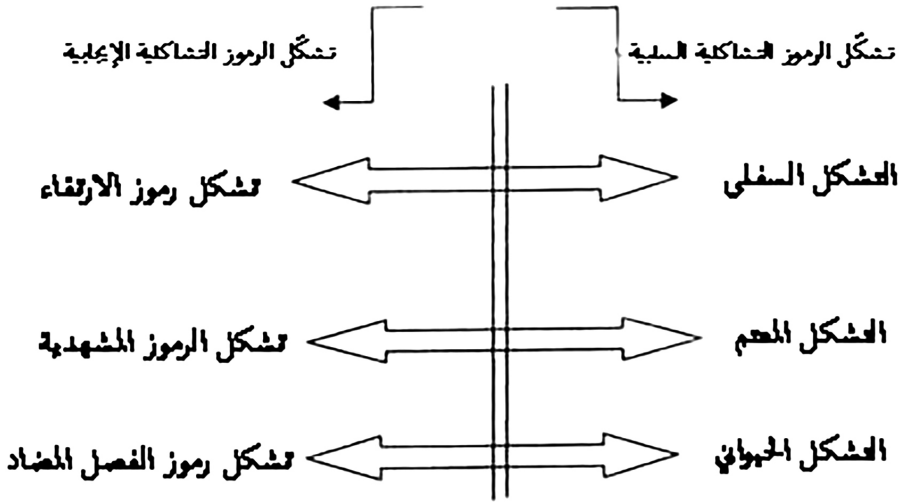 تشكّل الرموز التشاكلية السلبية
تشكّل الرموز التشاكلية الإيجابية
التشكل السفلي
تشكل رموز الارتقاء
التشكل المعتم
تشكل الرموز المشهدية
التشكل الحيواني
تشكل رموز الفصل المضاد